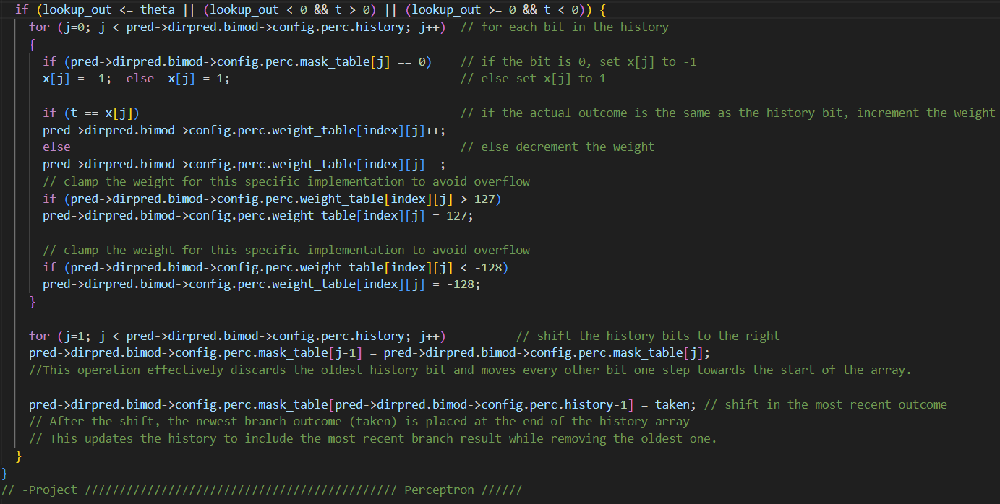 if (lookup_out <= theta || (lookup_out < 0 && t > 0) || (lookup_out >= 0 && t < 0)) {
for (j=0; j < pred->dirpred.bimod->config.perc.history; j++)  // for each bit in the history
{
if (pred->dirpred.bimod->config.perc.mask_table[j] == 0)    // if the bit is 0, set x[j] to -1
x[j] = -1;  else  x[j] = 1;    // else set x[j] to 1
if (t == x[j])    // if the actual outcome is the same as the history bit, increment the weight
pred->dirpred.bimod->config.perc.weight_table[index][j]++;
else    // else decrement the weight
pred->dirpred.bimod->config.perc.weight_table[index][j]--;
// clamp the weight for this specific implementation to avoid overflow
if (pred->dirpred.bimod->config.perc.weight_table[index][j] > 127)
pred->dirpred.bimod->config.perc.weight_table[index][j] = 127;
// clamp the weight for this specific implementation to avoid overflow
if (pred->dirpred.bimod->config.perc.weight_table[index][j] < -128)
pred->dirpred.bimod->config.perc.weight_table[index][j] = -128;
}
for (j=1; j < pred->dirpred.bimod->config.perc.history; j++)    // shift the history bits to the right
pred->dirpred.bimod->config.perc.mask_table[j-1] = pred->dirpred.bimod->config.perc.mask_table[j];
//This operation effectively discards the oldest history bit and moves every other bit one step towards the start of the array.
pred->dirpred.bimod->config.perc.mask_table[pred->dirpred.bimod->config.perc.history-1] = taken; // shift in the most recent outcome
// After the shift, the newest branch outcome (taken) is placed at the end of the history array
// This updates the history to include the most recent branch result while removing the oldest one.
}
}
// -Project ///////////////////////////////////////////// Perceptron //////